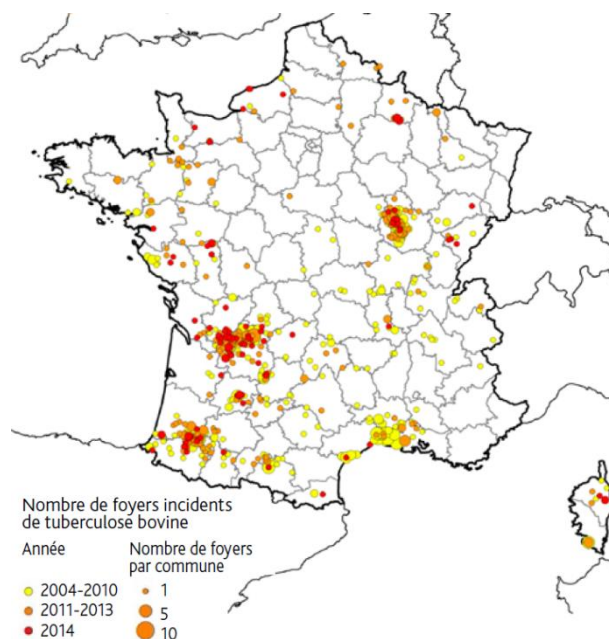 Nombre de foyers incidents
de tuberculose bovine
Année
Nombre de foyers
par commune
2004-2010
1
2011-2013
5
2014
10